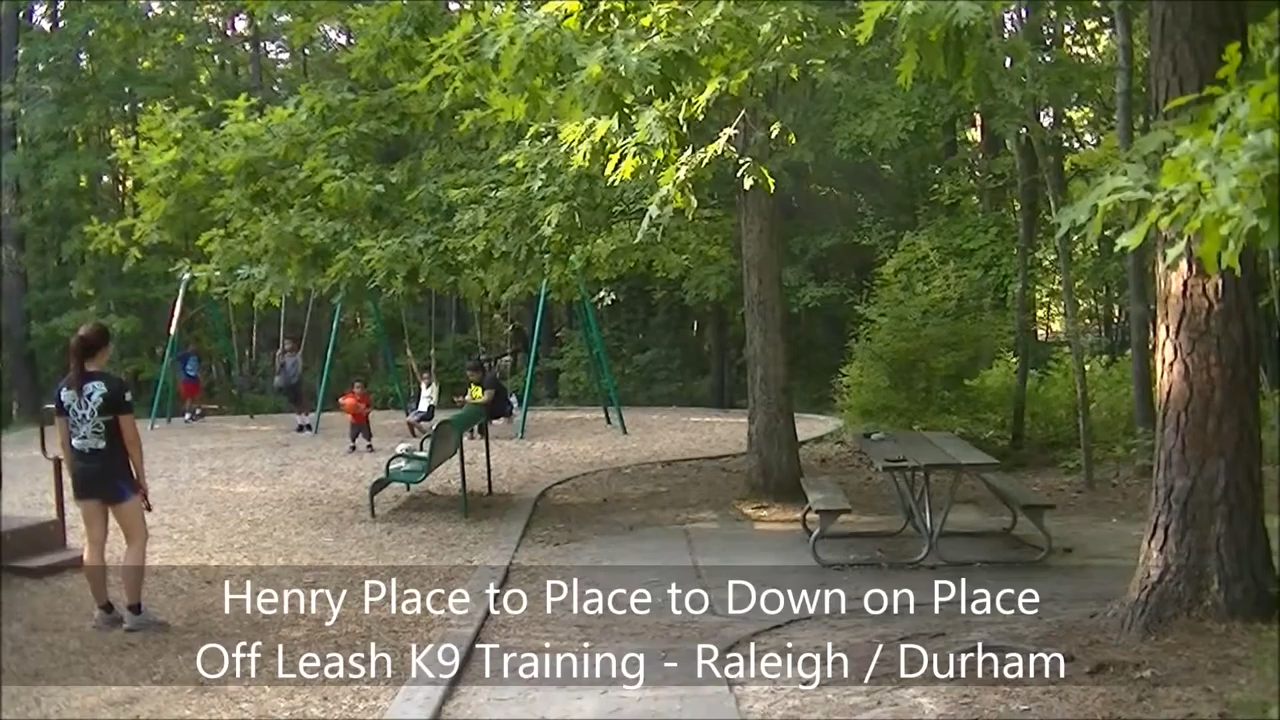 Henry Place to Place to Down on Place
Off Leash K9 Training - Raleigh / Durham